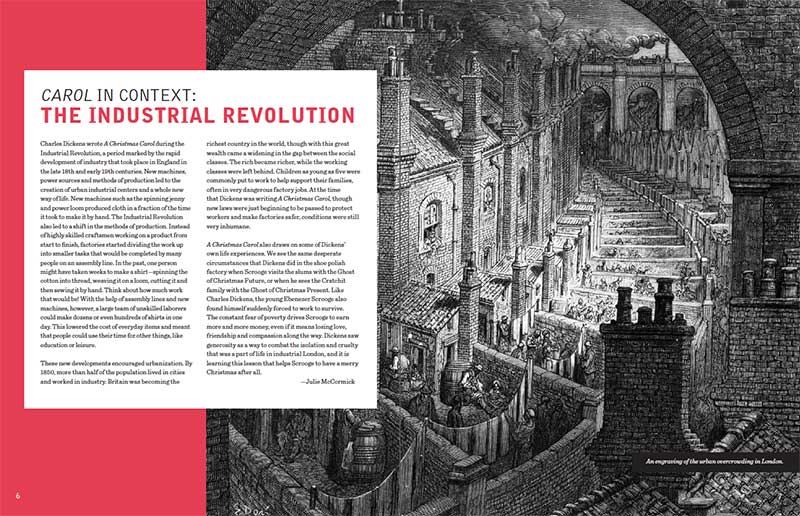 CAROL IN CONTEXT:
THE INDUSTRIAL REVOLUTION
Charles Dickens wrote A Christmas Carol during the
Industrial Revolution, a period marked by the rapid
development of industry that took place in England in
the late 18th and early 19th centuries. New machines,
power sources and methods of production led to the
creation of urban industrial centers and a whole new
way of life. New machines such as the spinning jenny
and power loom produced cloth in a fraction of the time
it took to make it by hand. The Industrial Revolution
also led to a shift in the methods of production. Instead
of highly skilled craftsmen working on a product from
start to finish, factories started dividing the work up
into smaller tasks that would be completed by many
people on an assembly line. In the past, one person
might have taken weeks to make a shirt—spinning the
cotton into thread, weaving it on a loom, cutting it and
then sewing it by hand. Think about how much work
that would be! With the help of assembly lines and new
machines, however, a large team of unskilled laborers
could make dozens or even hundreds of shirts in one
day. This lowered the cost of everyday items and meant
that people could use their time for other things, like
education or leisure.
These new developments encouraged urbanization. By
1850, more than half of the population lived in cities
and worked in industry. Britain was becoming the
richest country in the world, though with this great
wealth came a widening in the gap between the social
classes. The rich became richer, while the working
classes were left behind. Children as young as five were
commonly put to work to help support their families,
often in very dangerous factory jobs. At the time
that Dickens was writing A Christmas Carol, though
new laws were just beginning to be passed to protect
workers and make factories safer, conditions were still
very inhumane.
A Christmas Carol also draws on some of Dickens'
own life experiences. We see the same desperate
circumstances that Dickens did in the shoe polish
factory when Scrooge visits the slums with the Ghost
of Christmas Future, or when he sees the Cratchit
family with the Ghost of Christmas Present. Like
Charles Dickens, the young Ebenezer Scrooge also
found himself suddenly forced to work to survive.
The constant fear of poverty drives Scrooge to earn
more and more money, even if it means losing love,
friendship and compassion along the way. Dickens saw
generosity as a way to combat the isolation and cruelty
that was a part of life in industrial London, and it is
learning this lesson that helps Scrooge to have a merry
Christmas after all.
—Julie McCormick
An engraving of the urban overcrowding in London.
6